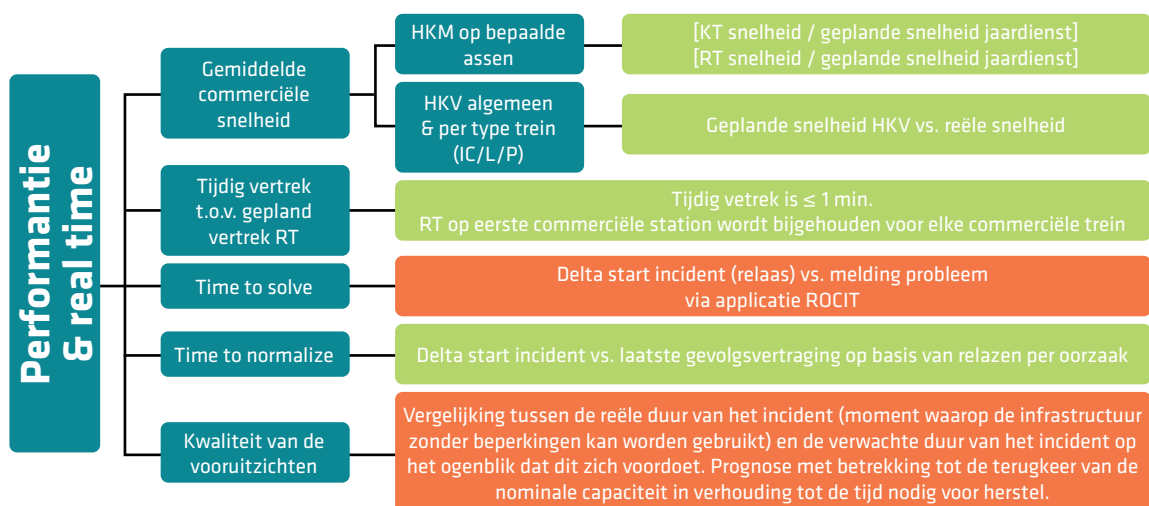 Performantie
& real time
Gemiddelde
commerciële
snelheid
HKM op bepaalde
assen
[KT snelheid / geplande snelheid jaardienst]
[RT snelheid / geplande snelheid jaardienst]
HKV algemeen
& per type trein
(IC/L/P)
Geplande snelheid HKV vs. reële snelheid
Tijdig vertrek
t.o.v. gepland
vertrek RT
Tijdig vetrek is ≤ 1 min.
RT op eerste commerciële station wordt bijgehouden voor elke commerciële trein
Time to solve
Delta start incident (relaas) vs. melding probleem
via applicatie ROCIT
Time to normalize
Delta start incident vs. laatste gevolgsvertraging op basis van relazen per oorzaak
Kwaliteit van de
vooruitzichten
Vergelijking tussen de reële duur van het incident (moment waarop de infrastructuur
zonder beperkingen kan worden gebruikt) en de verwachte duur van het incident op
het ogenblik dat dit zich voordoet. Prognose met betrekking tot de terugkeer van de
nominale capaciteit in verhouding tot de tijd nodig voor herstel.